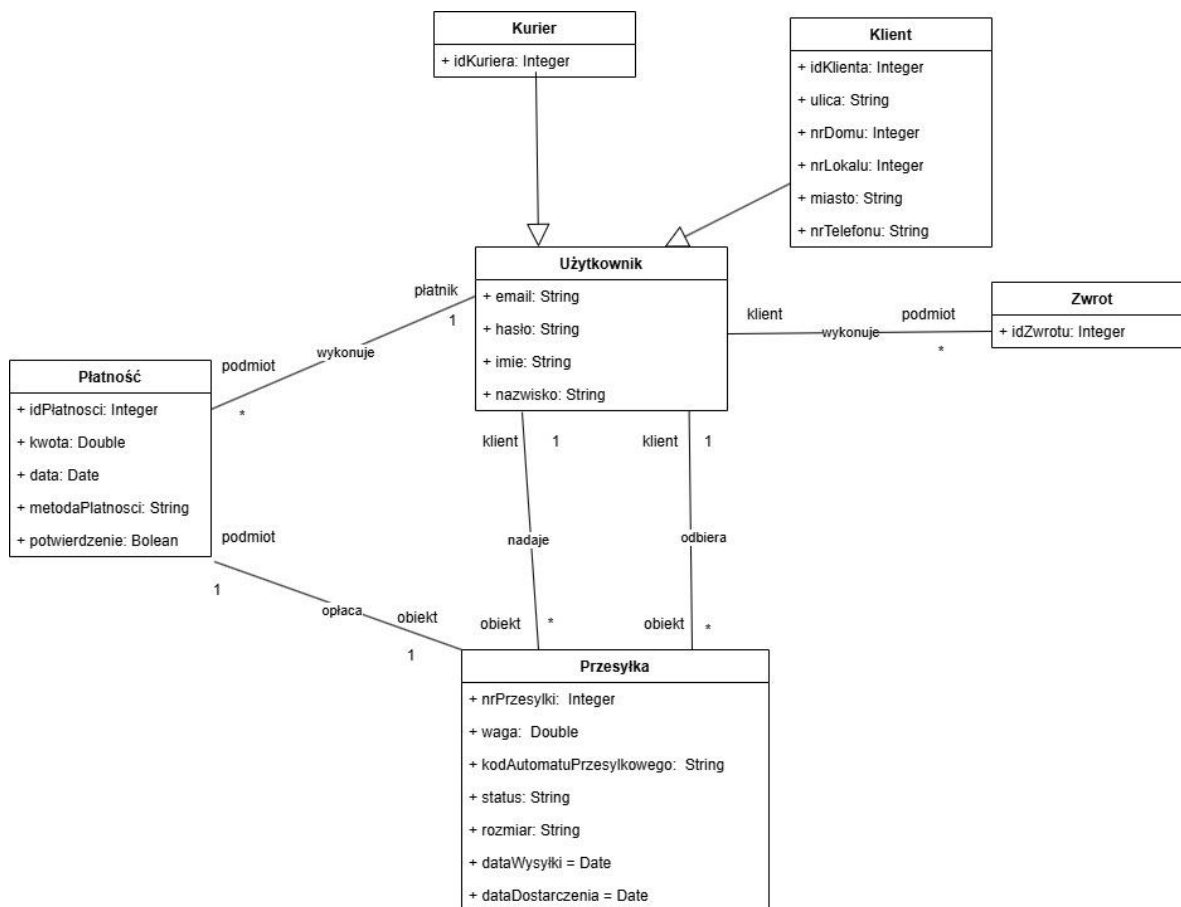 Kurier
+ idKuriera: Integer
Klient
+ idKlienta: Integer
+ ulica: String
+ nrDomu: Integer
+ nrLokalu: Integer
+ miasto: String
+ nrTelefonu: String
Użytkownik
+ email: String
+ hasło: String
+ imie: String
+ nazwisko: String
płatnik
1
wykonuje
podmiot
*
klient
wykonuje
podmiot
*
Zwrot
+ idZwrotu: Integer
Płatność
+ idPłatnosci: Integer
+ kwota: Double
+ data: Date
+ metodaPlatnosci: String
+ potwierdzenie: Bolean
klient
1
klient
1
nadaje
odbiera
podmiot
1
opłaca
obiekt
1
obiekt
*
obiekt
*
Przesyłka
+ nrPrzesylki: Integer
+ waga: Double
+ kodAutomatuPrzesylkowego: String
+ status: String
+ rozmiar: String
+ dataWysyłki = Date
+ dataDostarczenia = Date